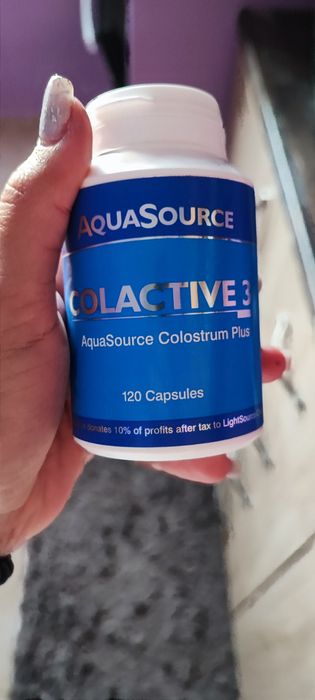 AQUASOURCE
COLACTIVE 3
AquaSource Colostrum Plus
120 Capsules
donates 10% of profits after tax to